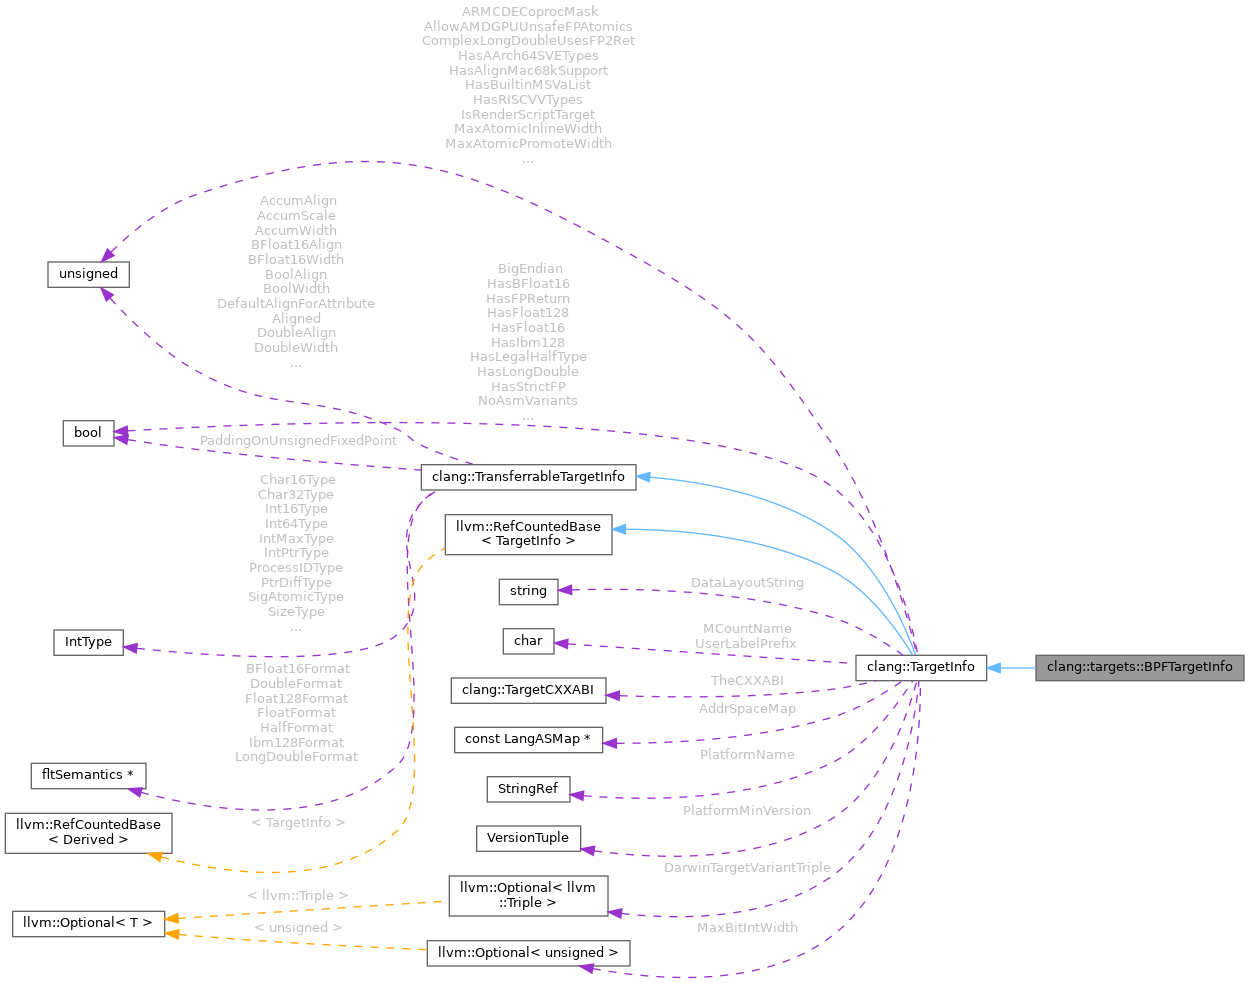 ARMCDECoprocMask
AllowAMDGPUUnsafeFPAtomics
ComplexLongDoubleUsesFP2Ret
HasAArch64SVETypes
HasAlignMac68kSupport
HasBuiltinMSVaList
HasRISCVVTypes
IsRenderScriptTarget
MaxAtomicInlineWidth
MaxAtomicPromoteWidth
...
AccumAlign
AccumScale
AccumWidth
BFloat16Align
BFloat16Width
BoolAlign
BoolWidth
DefaultAlignForAttribute
Aligned
DoubleAlign
DoubleWidth
...
unsigned
BigEndian
HasBFloat16
HasFPReturn
HasFloat128
HasFloat16
HasIbm128
HasLegalHalfType
HasLongDouble
HasStrictFP
NoAsmVariants
...
bool
PaddingOnUnsignedFixedPoint
clang::TransferrableTargetInfo
Char16Type
Char32Type
Int16Type
Int64Type
IntMaxType
IntPtrType
ProcessIDType
PtrDiffType
SigAtomicType
SizeType
...
llvm::RefCountedBase
< TargetInfo >
string
DataLayoutString
char
MCountName
UserLabelPrefix
IntType
clang::TargetInfo
clang::targets::BPFTargetInfo
BFloat16Format
DoubleFormat
Float128Format
FloatFormat
HalfFormat
Ibm128Format
LongDoubleFormat
clang::TargetCXXABI
TheCXXABI
const LangASMap *
AddrSpaceMap
fltSemantics *
StringRef
PlatformName
llvm::RefCountedBase
< Derived >
< TargetInfo >
VersionTuple
PlatformMinVersion
llvm::Optional< llvm
::Triple >
DarwinTargetVariantTriple
< llvm::Triple >
llvm::Optional< T >
< unsigned >
llvm::Optional< unsigned >
MaxBitIntWidth